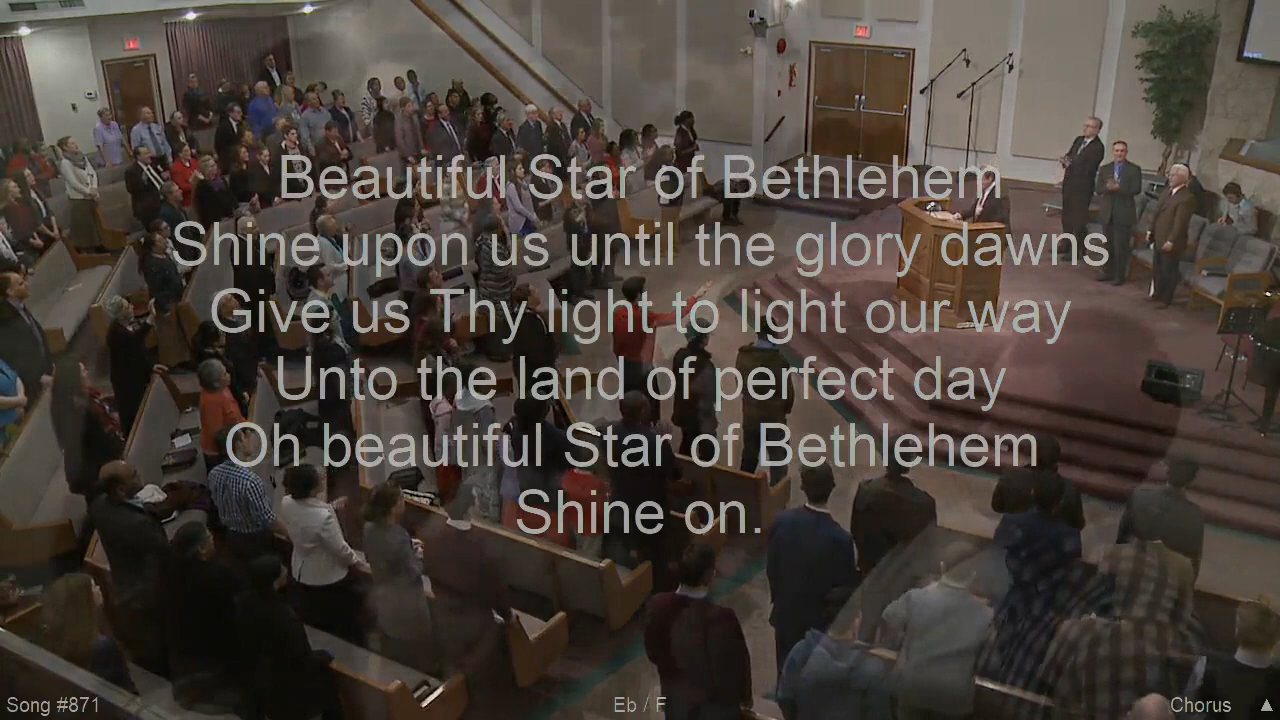 Beautiful Star of Bethlehem
Shine upon us until the glory dawns
Give us Thy light to light our way
Unto the land of perfect day
Oh beautiful Star of Bethlehem
Shine on.
Song #871
Eb / F
Chorus ▲